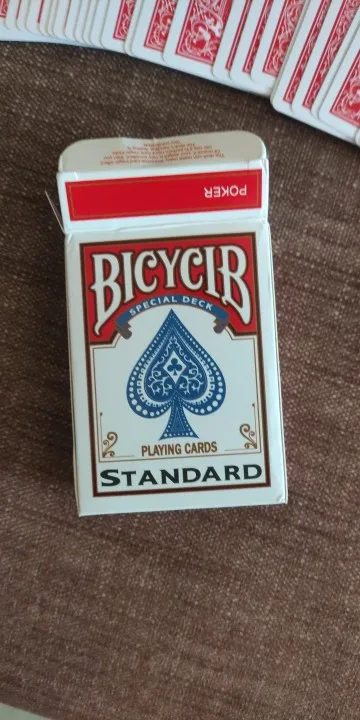 POKER
BICYCIB
SPECIAL DECK
PLAYING CARDS
STANDARD